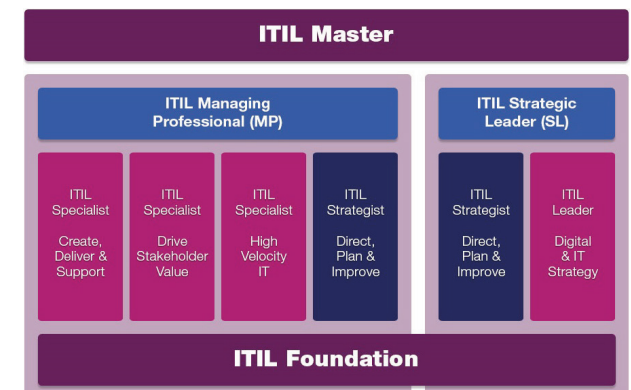 ITIL Master
ITIL Managing
Professional (MP)
ITIL Strategic
Leader (SL)
ITIL
Specialist
Create,
Deliver &
Support
ITIL
Specialist
Drive
Stakeholder
Value
ITIL
Specialist
High
Velocity
IT
ITIL
Strategist
Direct,
Plan &
Improve
ITIL
Strategist
Direct,
Plan &
Improve
ITIL
Leader
Digital
& IT
Strategy
ITIL Foundation